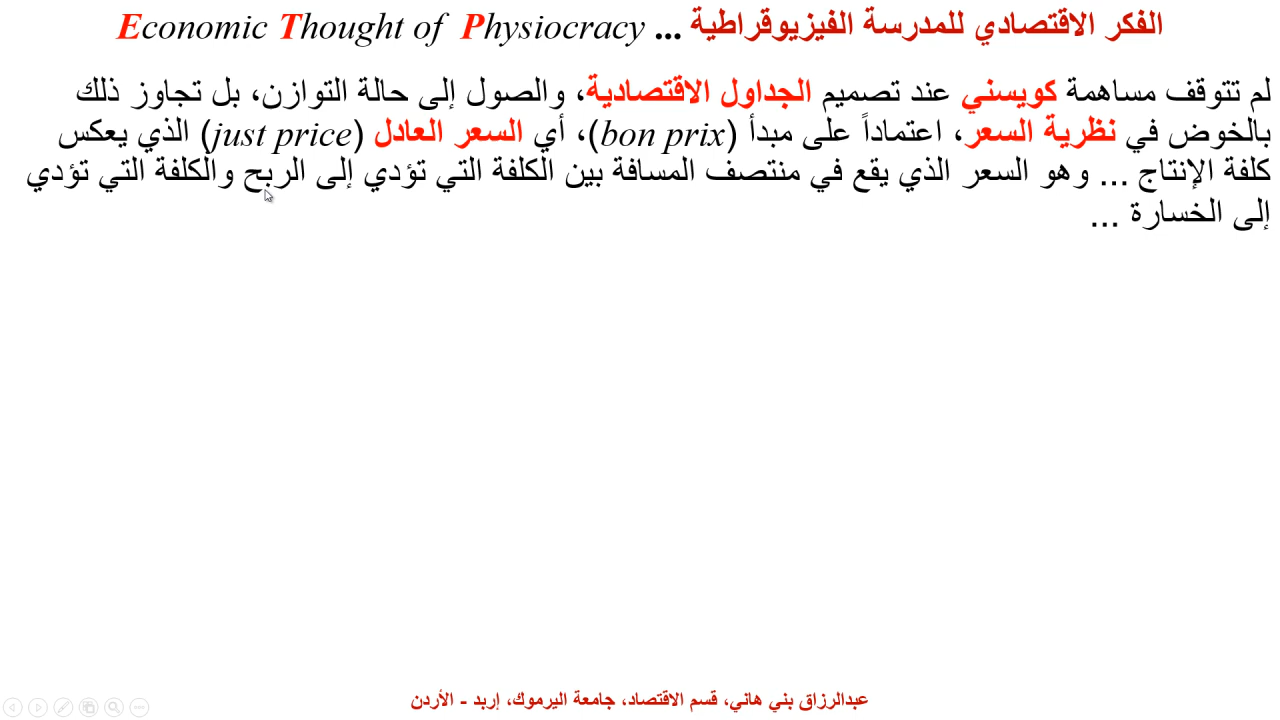 الفكر الاقتصادي للمدرسة الفيزيوقراطية ... Economic Thought of Physiocracy
لم تتوقف مساهمة كويسني عند تصميم الجداول الاقتصادية، والصول إلى حالة التوازن، بل تجاوز ذلك
بالخوض في نظرية السعر، اعتماداً على مبدأ (bon prix)، أي السعر العادل (just price) الذي يعكس
كلفة الإنتاج ... وهو السعر الذي يقع في منتصف المسافة بين الكلفة التي تؤدي إلى الربح والكلفة التي تؤدي
إلى الخسارة ...
عبدالرزاق بني هاني، قسم الاقتصاد، جامعة اليرموك، إربد - الأردن